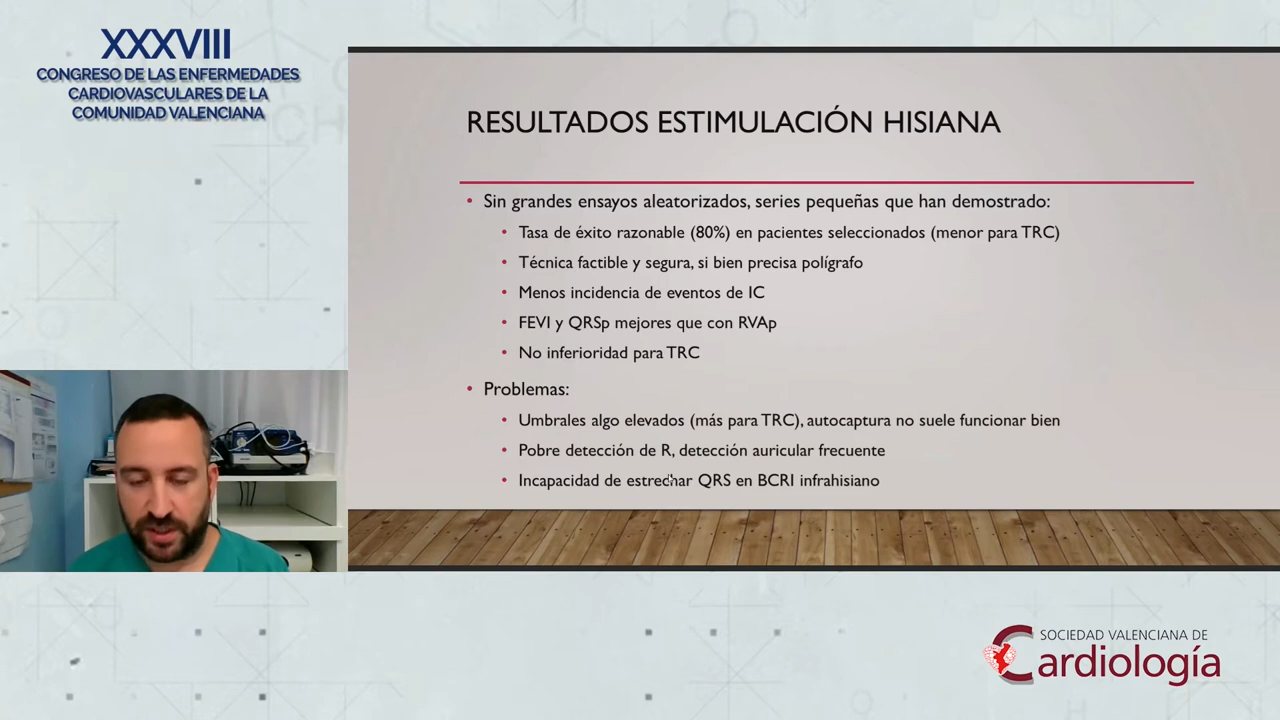 XXXVIII
CONGRESO DE LAS ENFERMEDADES
CARDIOVASCULARES DE LA
COMUNIDAD VALENCIANA
RESULTADOS ESTIMULACIÓN HISIANA
• Sin grandes ensayos aleatorizados, series pequeñas que han demostrado:
• Tasa de éxito razonable (80%) en pacientes seleccionados (menor para TRC)
• Técnica factible y segura, si bien precisa polígrafo
• Menos incidencia de eventos de IC
• FEVI y QRSp mejores que con RVAp
• No inferioridad para TRC
• Problemas:
• Umbrales algo elevados (más para TRC), autocaptura no suele funcionar bien
• Pobre detección de R, detección auricular frecuente
• Incapacidad de estrechar QRS en BCRI infrahisiano
SOCIEDAD VALENCIANA DE
Cardiología